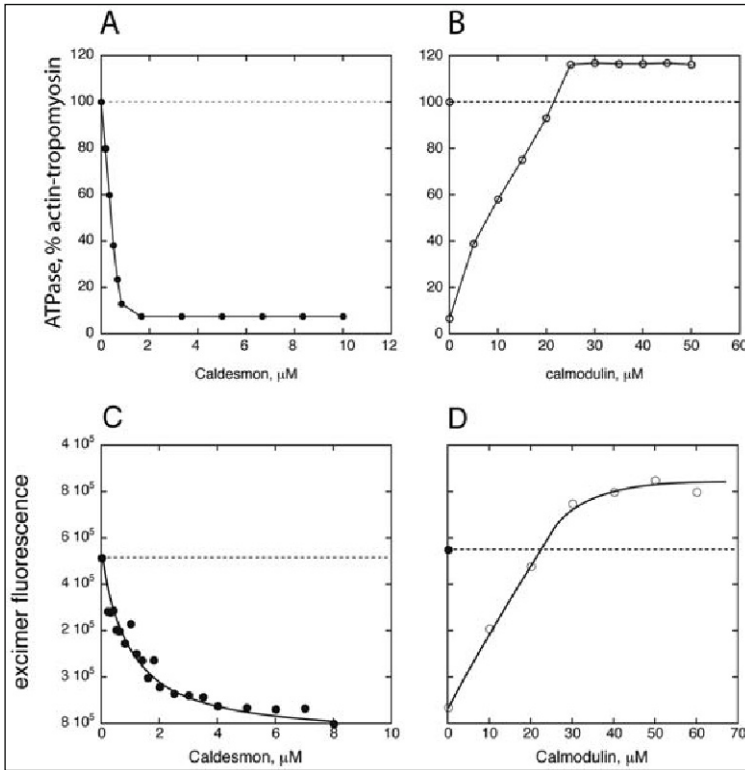 A
B
ATPase, % actin-tropomyosin
120
100
80
60
40
20
0
0 2 4 6 8 10 12
Caldesmon, μM
120
100
80
60
40
20
0
0 10 20 30 40 50 60
calmodulin, μM
C
D
excimer fluorescence
4 10⁵
8 10⁵
6 10⁵
4 10⁵
2 10⁵
3 10⁵
8 10⁵
0 2 4 6 8 10
Caldesmon, μM
0 10 20 30 40 50 60 70
Calmodulin, μM